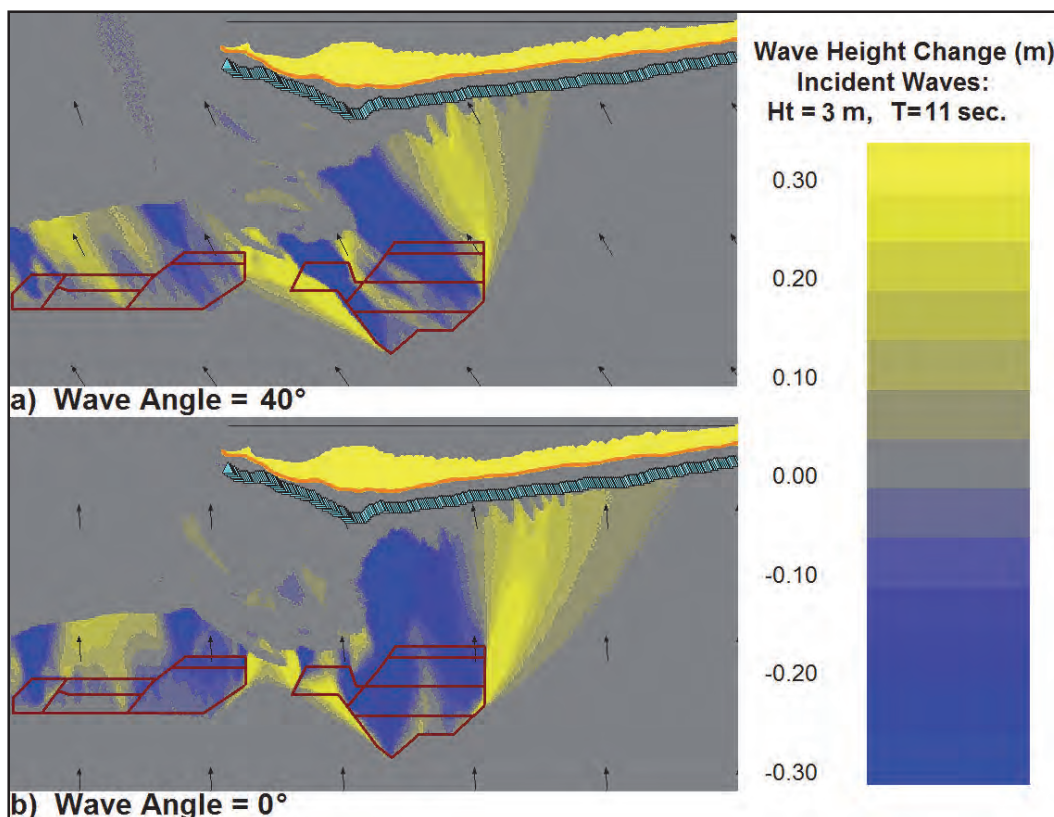 Wave Height Change (m)
Incident Waves:
Ht = 3 m, T=11 sec.
0.30
0.20
0.10
0.00
-0.10
-0.20
-0.30
a) Wave Angle = 40°
b) Wave Angle = 0°